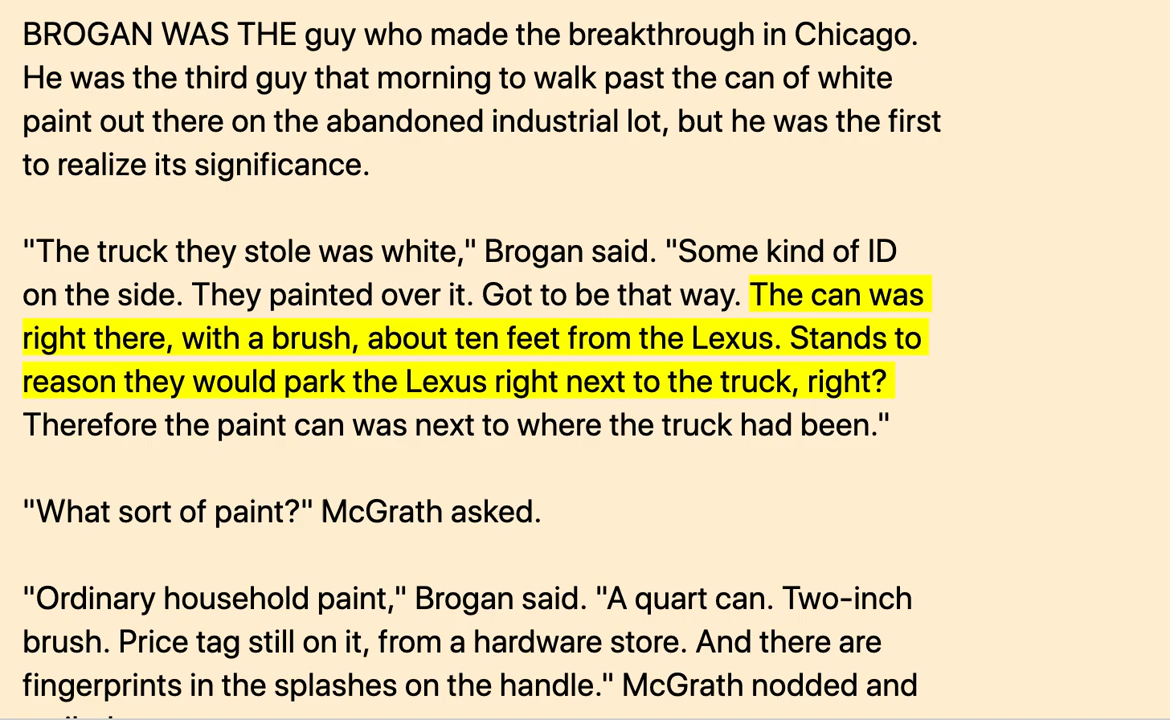 BROGAN WAS THE guy who made the breakthrough in Chicago.
He was the third guy that morning to walk past the can of white
paint out there on the abandoned industrial lot, but he was the first
to realize its significance.
"The truck they stole was white," Brogan said. "Some kind of ID
on the side. They painted over it. Got to be that way. The can was
right there, with a brush, about ten feet from the Lexus. Stands to
reason they would park the Lexus right next to the truck, right?
Therefore the paint can was next to where the truck had been."
"What sort of paint?" McGrath asked.
"Ordinary household paint," Brogan said. "A quart can. Two-inch
brush. Price tag still on it, from a hardware store. And there are
fingerprints in the splashes on the handle." McGrath nodded and